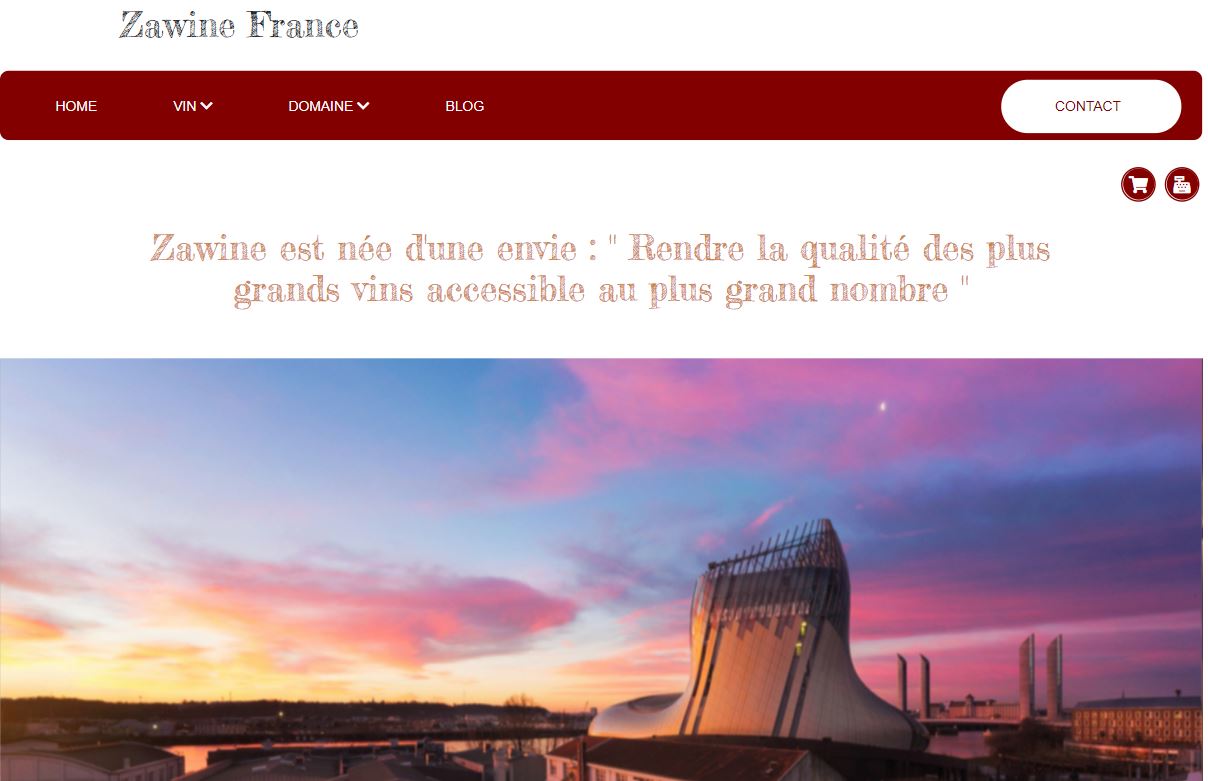 Zawine France
HOME VIN DOMAINE BLOG CONTACT
Zawine est née d'une envie : " Rendre la qualité des plus
grands vins accessible au plus grand nombre "